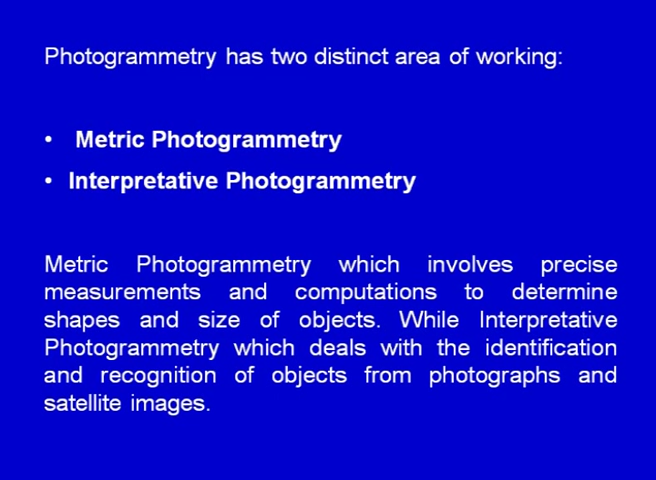 Photogrammetry has two distinct area of working:
• Metric Photogrammetry
• Interpretative Photogrammetry
Metric Photogrammetry which involves precise
measurements and computations to determine
shapes and size of objects. While Interpretative
Photogrammetry which deals with the identification
and recognition of objects from photographs and
satellite images.